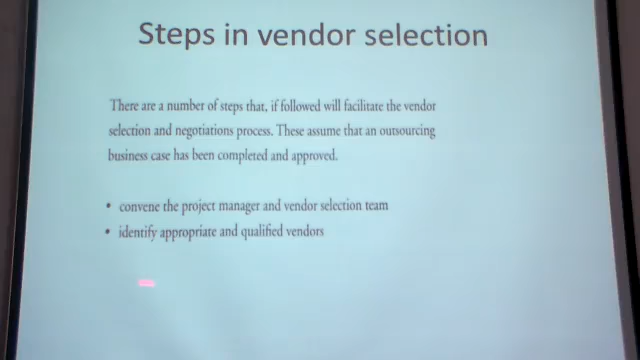 Steps in vendor selection
There are a number of steps that, if followed will facilitate the vendor
selection and negotiations process. These assume that an outsourcing
business case has been completed and approved.
• convene the project manager and vendor selection team
• identify appropriate and qualified vendors